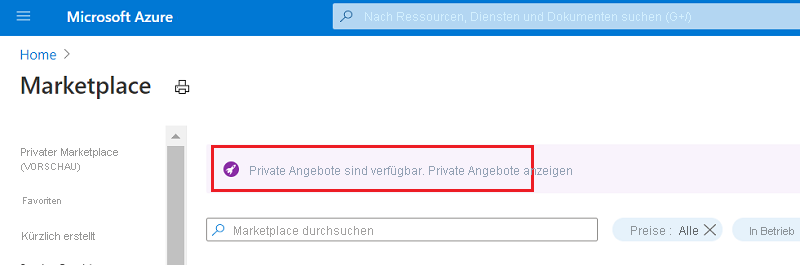 Microsoft Azure
Nach Ressourcen, Diensten und Dokumenten suchen (G+/)
Home
Marketplace
Privater Marketplace
(VORSCHAU)
Private Angebote sind verfügbar. Private Angebote anzeigen
Favoriten
Marketplace durchsuchen
Preise : Alle
In Betrieb
Kürzlich erstellt